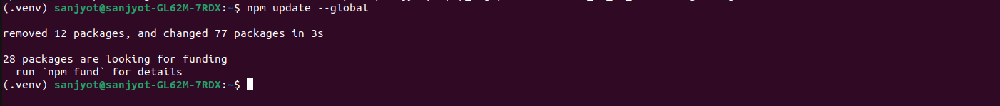 (.venv) sanjyot@sanjyot-GL62M-7RDX:~$ npm update --global
removed 12 packages, and changed 77 packages in 3s
28 packages are looking for funding
run `npm fund` for details
(.venv) sanjyot@sanjyot-GL62M-7RDX:~$